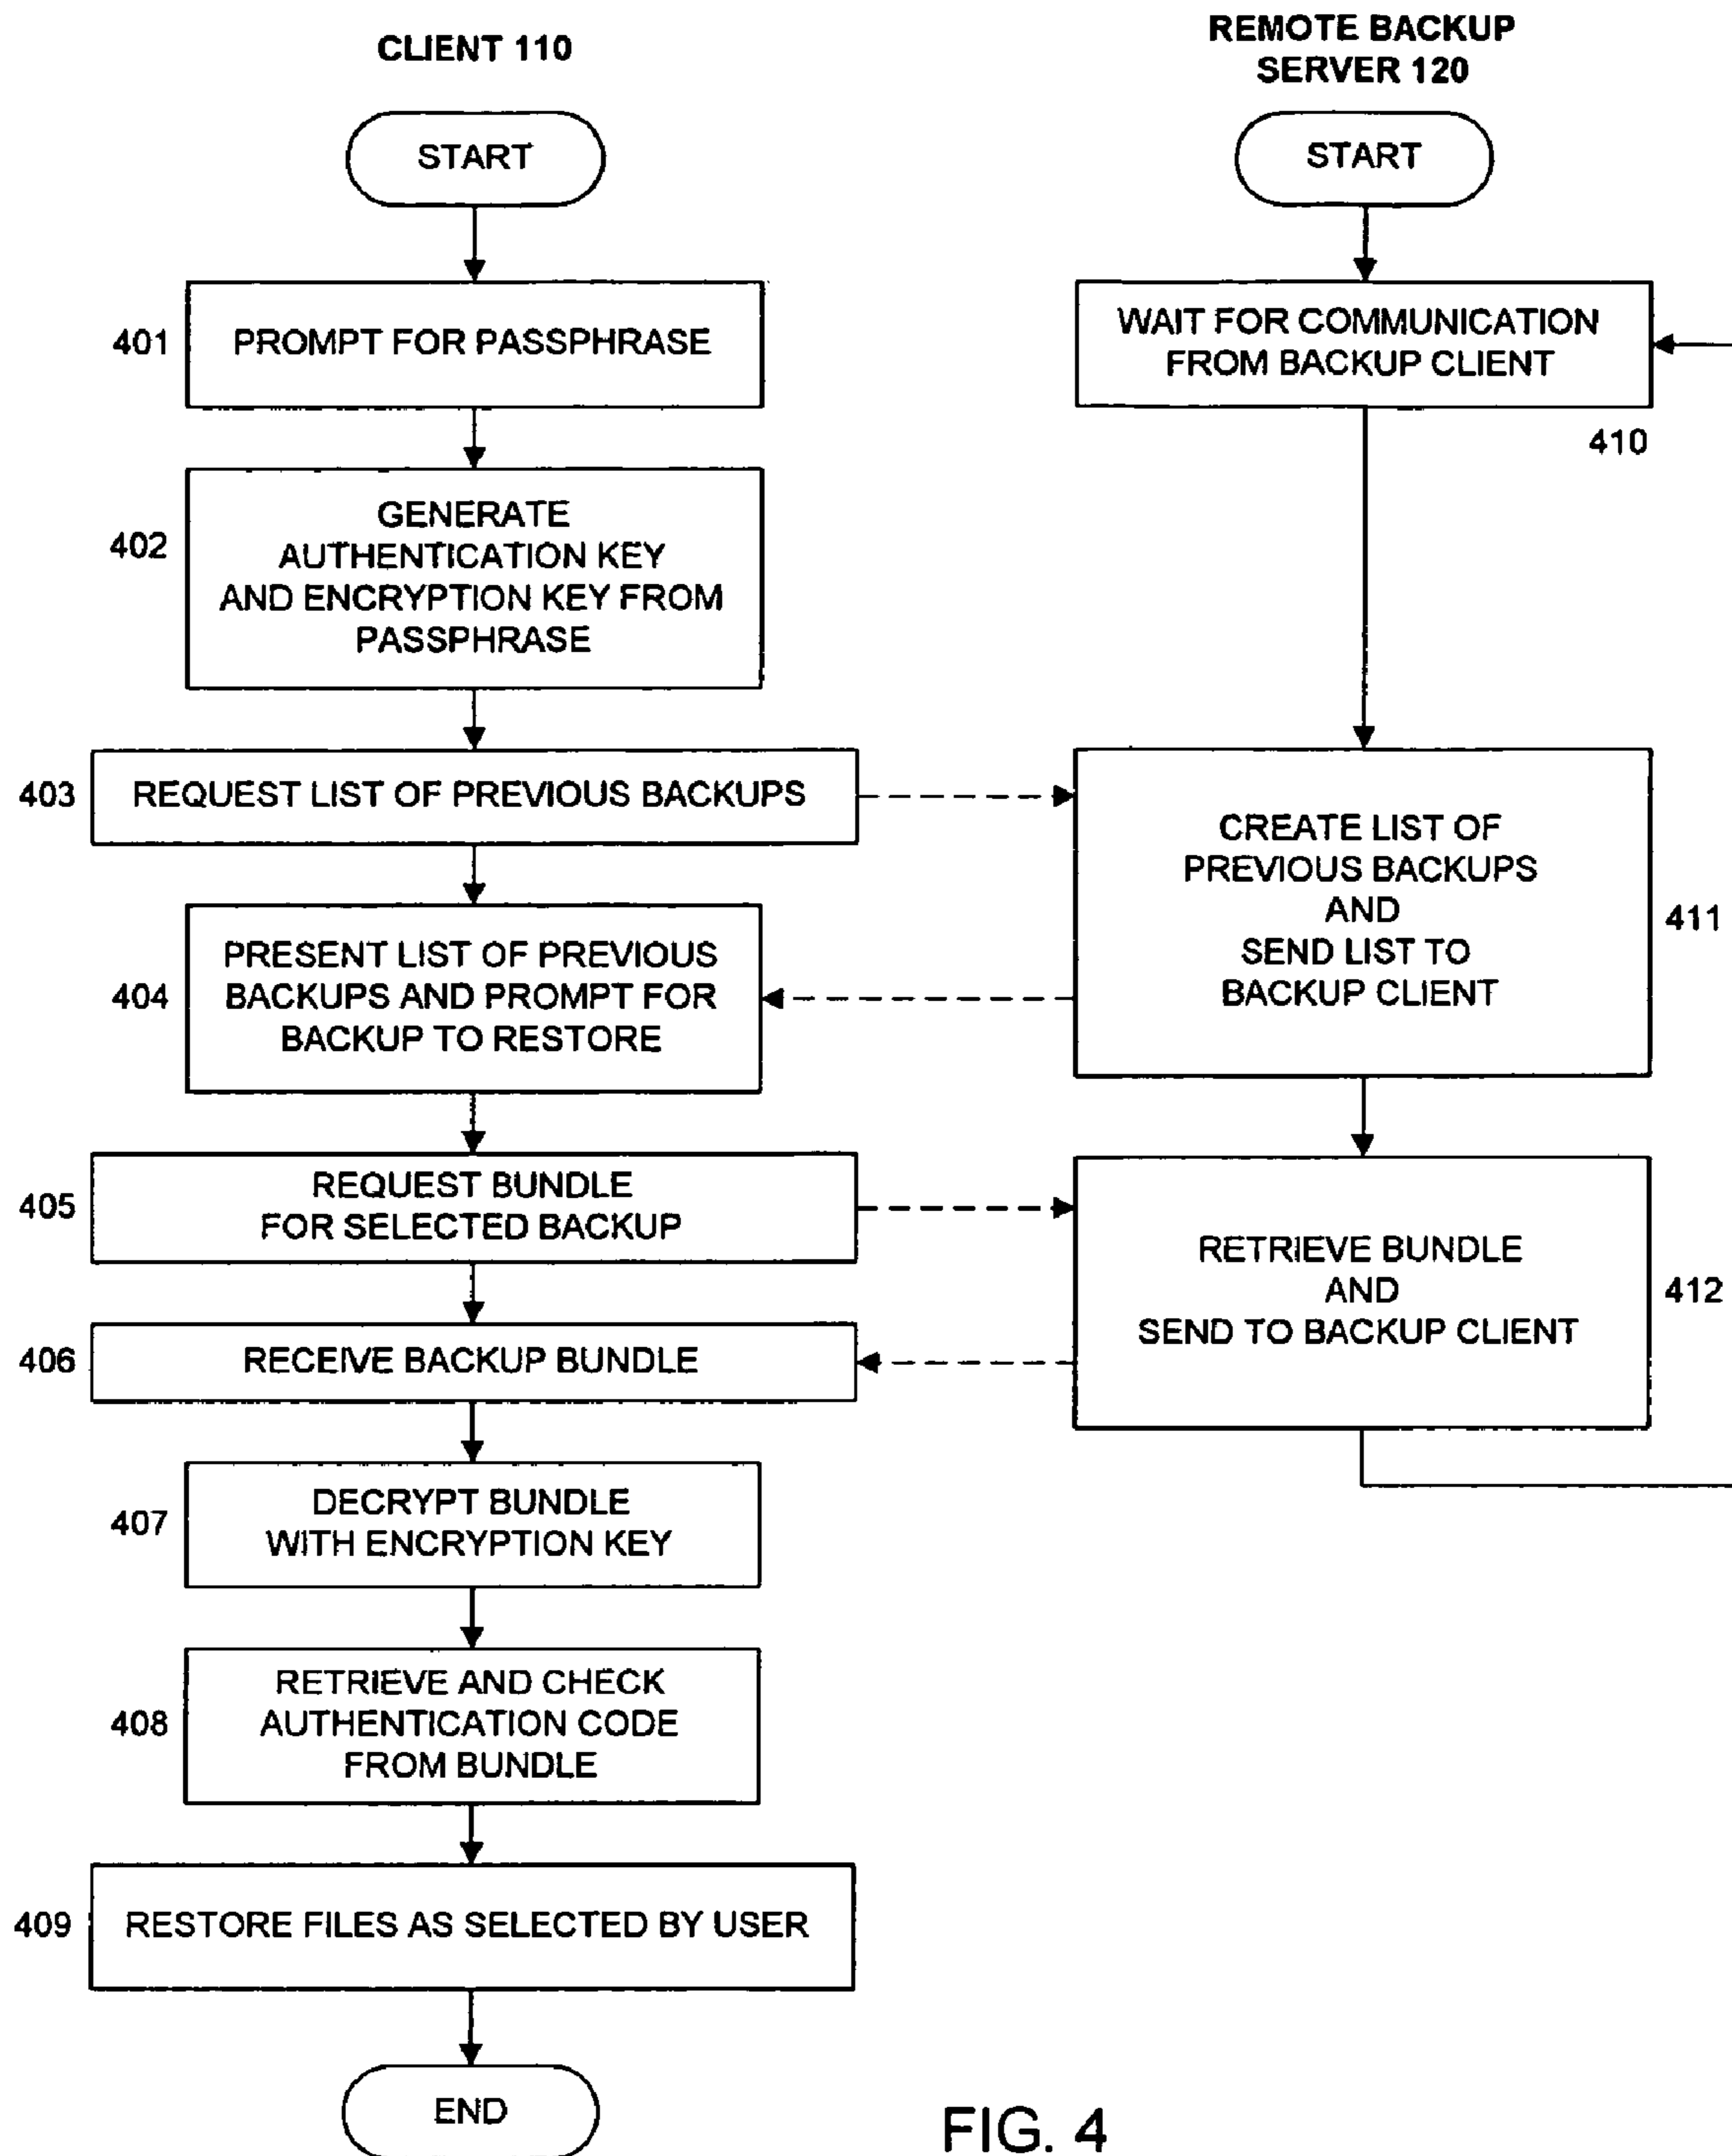 CLIENT 110
START
401
PROMPT FOR PASSPHRASE
402
GENERATE
AUTHENTICATION KEY
AND ENCRYPTION KEY FROM
PASSPHRASE
403
REQUEST LIST OF PREVIOUS BACKUPS
404
PRESENT LIST OF PREVIOUS
BACKUPS AND PROMPT FOR
BACKUP TO RESTORE
405
REQUEST BUNDLE
FOR SELECTED BACKUP
406
RECEIVE BACKUP BUNDLE
407
DECRYPT BUNDLE
WITH ENCRYPTION KEY
408
RETRIEVE AND CHECK
AUTHENTICATION CODE
FROM BUNDLE
409
RESTORE FILES AS SELECTED BY USER
END
REMOTE BACKUP
SERVER 120
START
WAIT FOR COMMUNICATION
FROM BACKUP CLIENT
410
CREATE LIST OF
PREVIOUS BACKUPS
AND
SEND LIST TO
BACKUP CLIENT
411
RETRIEVE BUNDLE
AND
SEND TO BACKUP CLIENT
412
FIG. 4